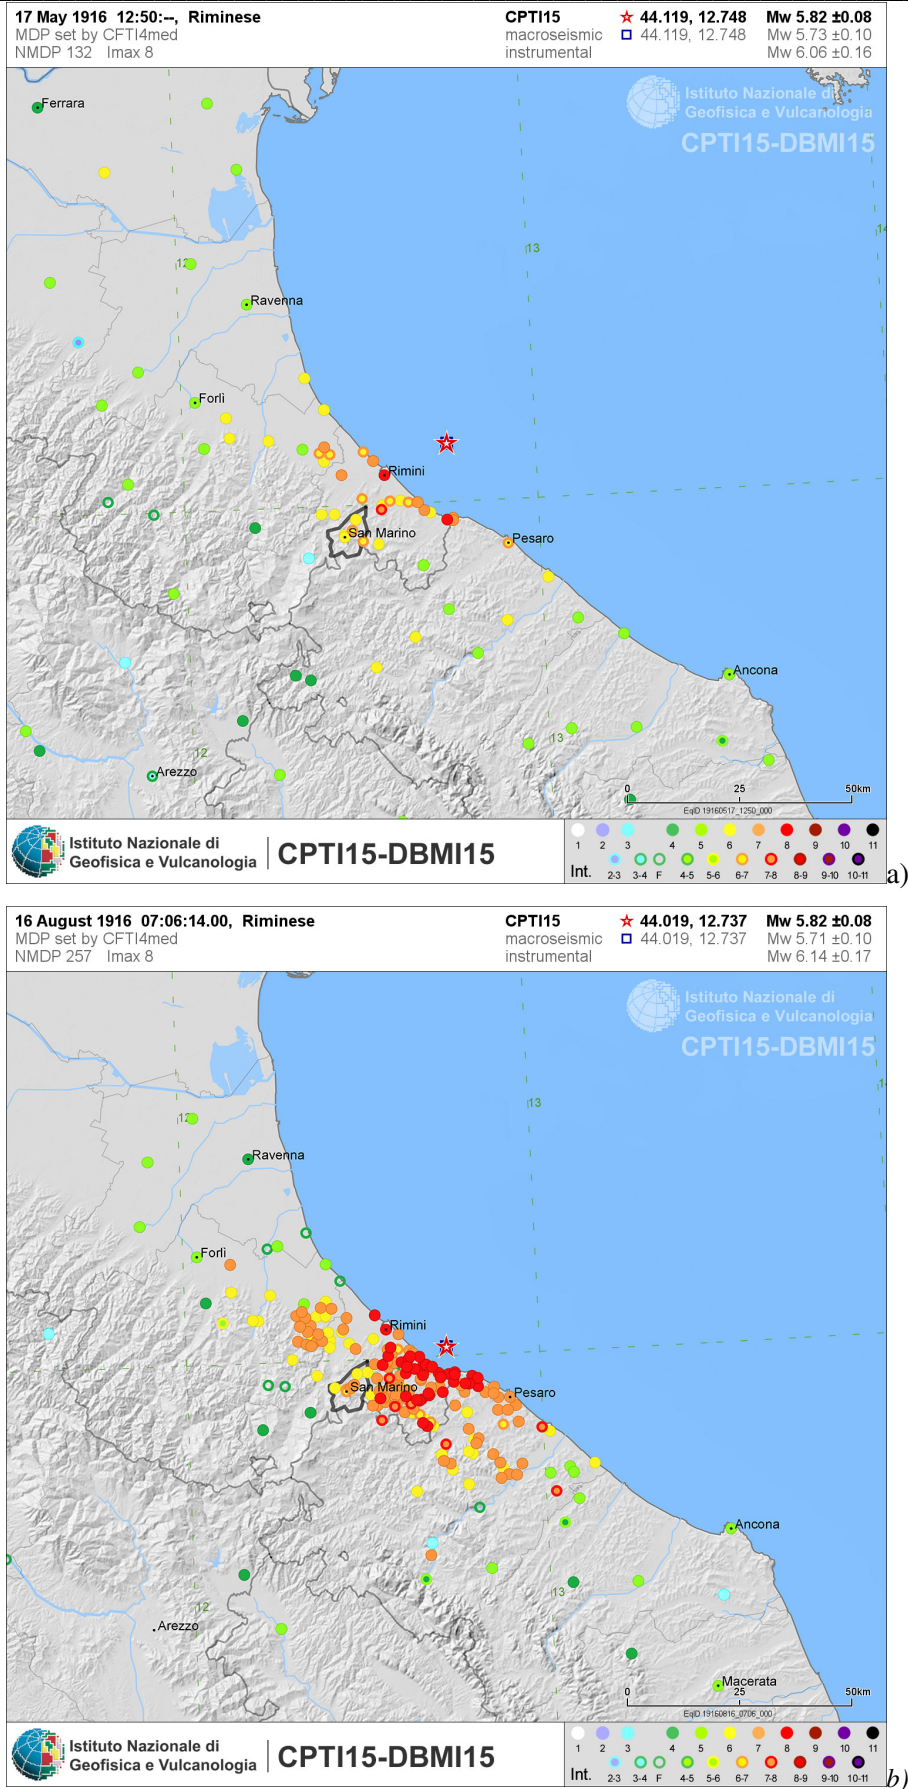 17 May 1916 12:50:--, Riminese CPTI15 44.119, 12.748 Mw 5.82 ±0.08
MDP set by CFTI4med macroseismic 44.119, 12.748 Mw 5.73 ±0.10
NMDP 132 Imax 8 instrumental Mw 6.06 ±0.16
Ferrara
Istituto Nazionale di
Geofisica e Vulcanologia
CPTI15-DBMI15
14
13
12
Ravenna
Forlì
Rimini
San Marino
Pesaro
Ancona
13
12
Arezzo
0 25 50km
EqID 19160517_1250_000
Istituto Nazionale di
Geofisica e Vulcanologia
CPTI15-DBMI15
1 2 3 4 5 6 7 8 9 10 11
Int. 2-3 3-4 F 4-5 5-6 6-7 7-8 8-9 9-10 10-11
a)
16 August 1916 07:06:14.00, Riminese CPTI15 44.019, 12.737 Mw 5.82 ±0.08
MDP set by CFTI4med macroseismic 44.019, 12.737 Mw 5.71 ±0.10
NMDP 257 Imax 8 instrumental Mw 6.14 ±0.17
Istituto Nazionale di
Geofisica e Vulcanologia
CPTI15-DBMI15
13
12
Ravenna
Forlì
Rimini
San Marino
Pesaro
Ancona
13
12
Arezzo
Macerata
0 25 50km
EqID 19160816_0706_000
Istituto Nazionale di
Geofisica e Vulcanologia
CPTI15-DBMI15
1 2 3 4 5 6 7 8 9 10 11
Int. 2-3 3-4 F 4-5 5-6 6-7 7-8 8-9 9-10 10-11
b)